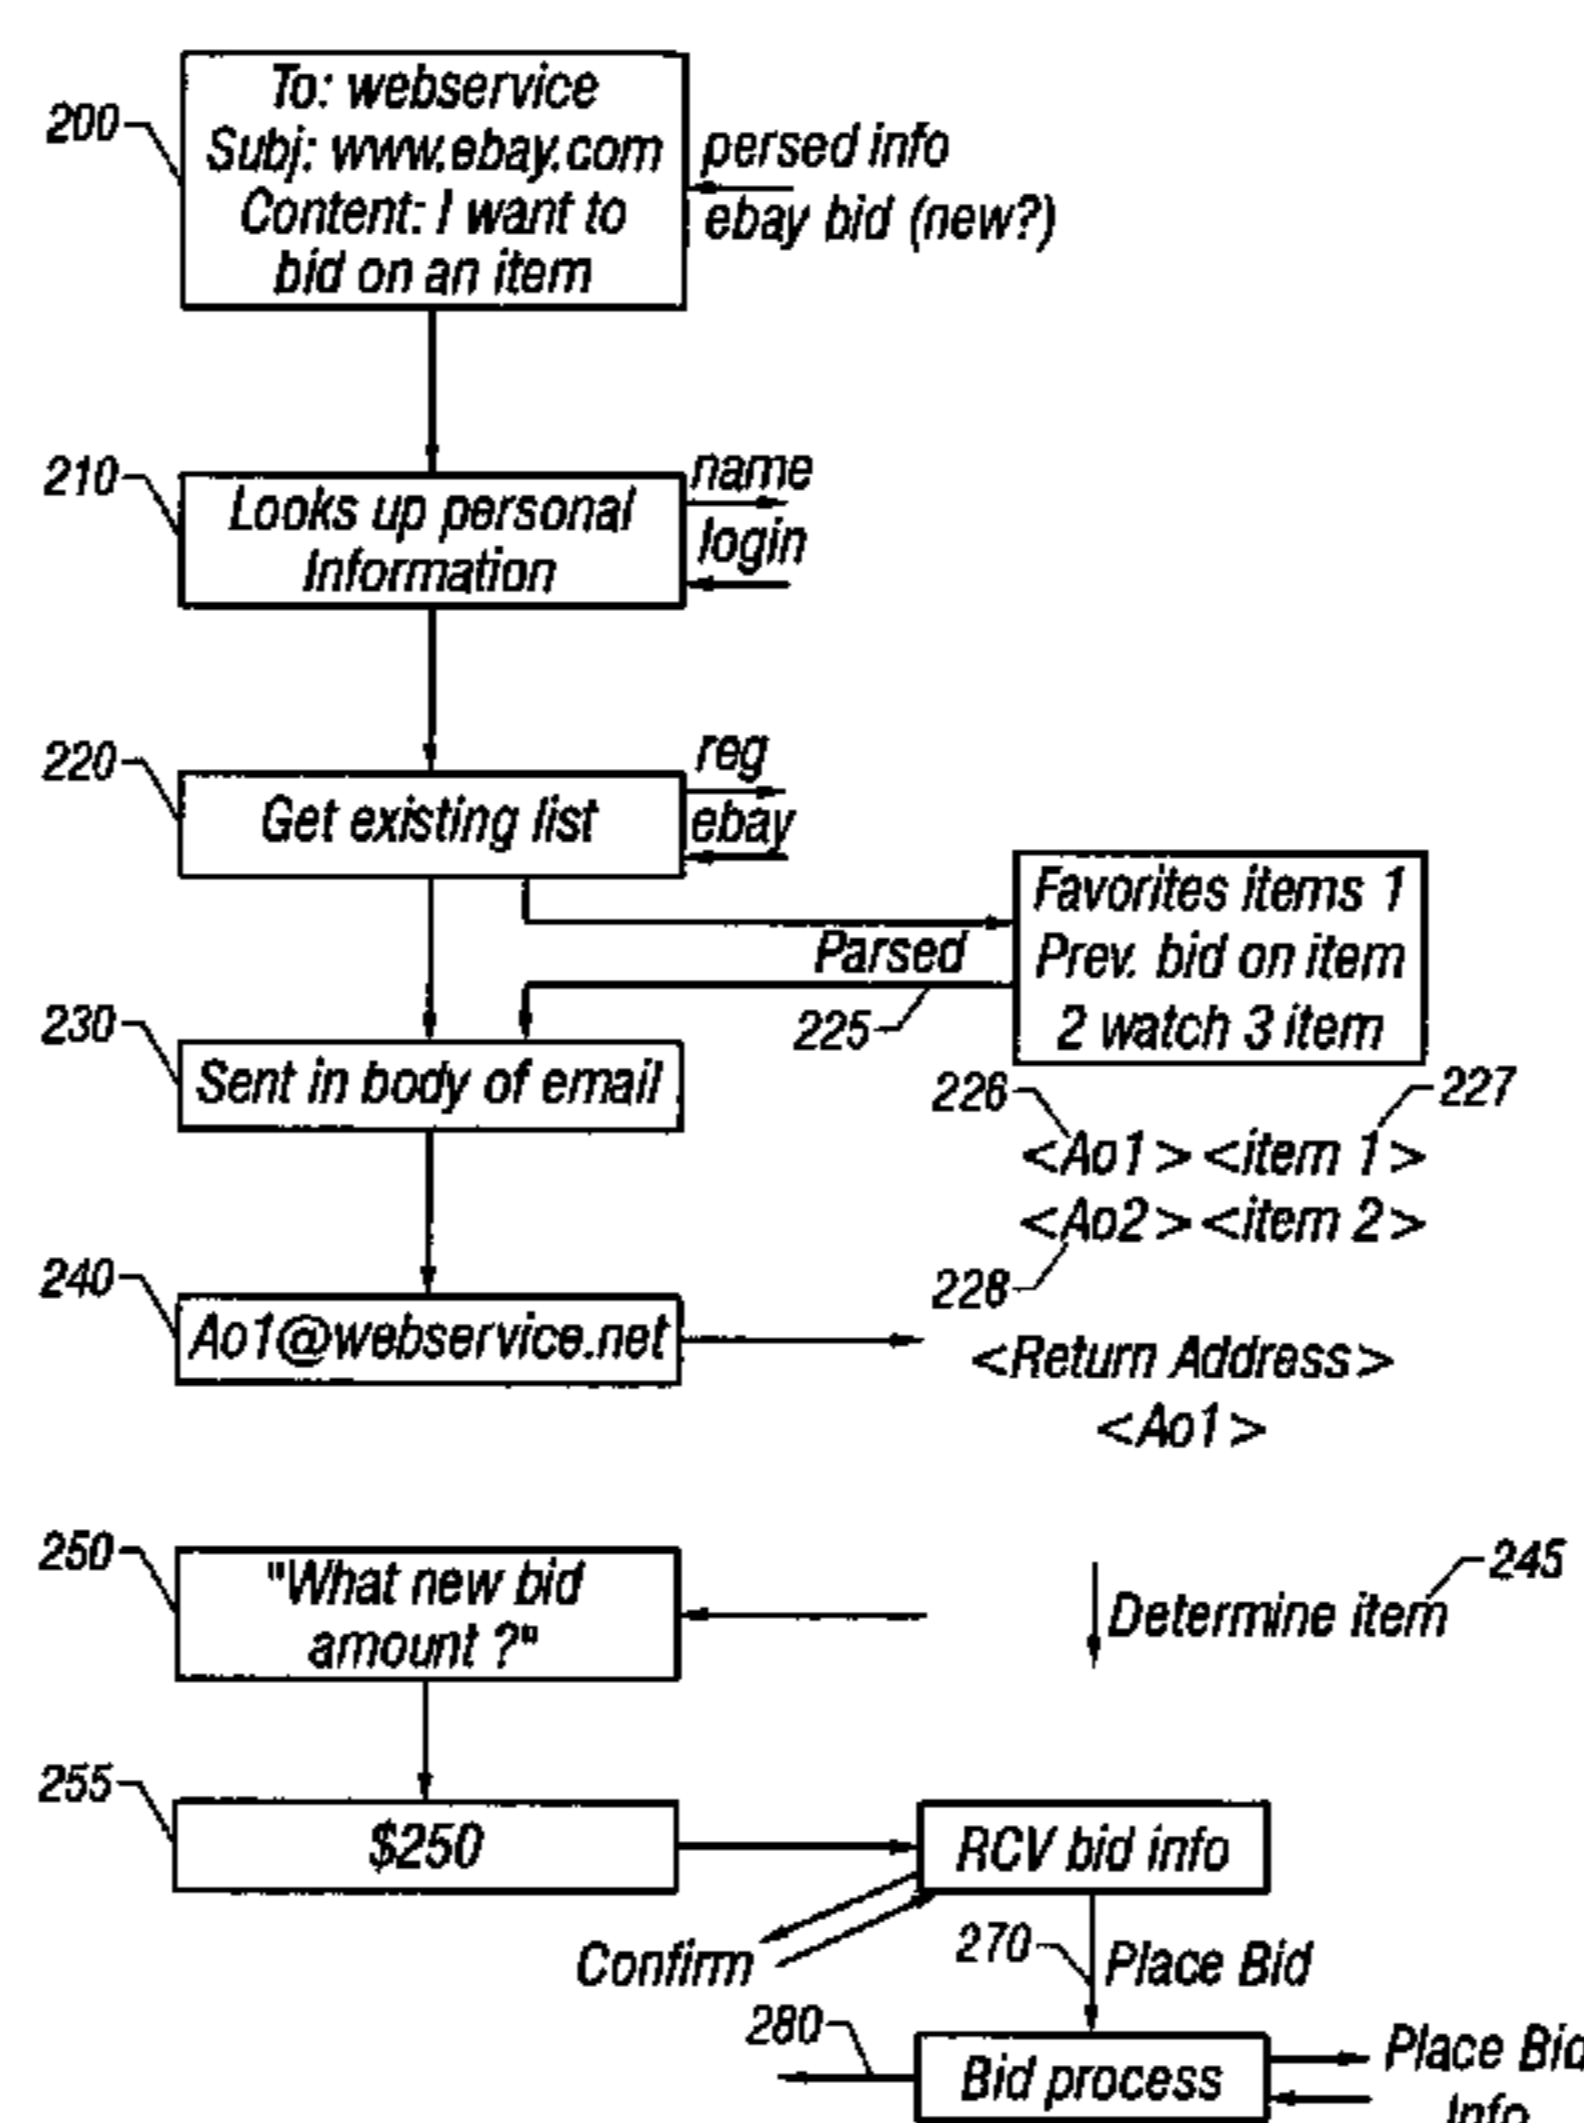 200
To: webservice
Subj: www.ebay.com
Content: I want to
bid on an item
persed info
ebay bid (new?)
210
Looks up personal
Information
name
login
220
Get existing list
reg
ebay
Favorites items 1
Prev. bid on item
2 watch 3 item
Parsed
225
230
Sent in body of email
226
227
<Ao1> <item 1>
<Ao2> <item 2>
228
240
Ao1@webservice.net
<Return Address>
<Ao1>
250
"What new bid
amount ?"
245
Determine item
255
$250
RCV bid info
Confirm
270
Place Bid
280
Bid process
Place Bid
Info